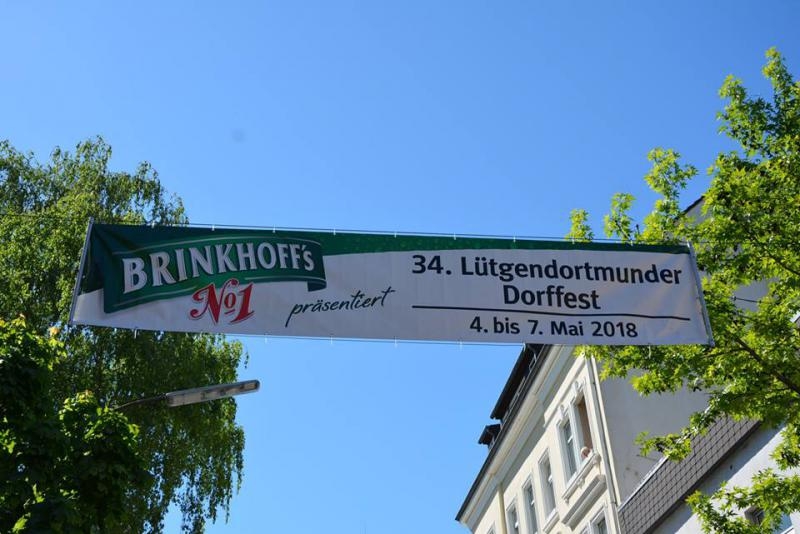 BRINKHOFF's
No1
präsentiert
34. Lütgendortmunder
Dorffest
4. bis 7. Mai 2018